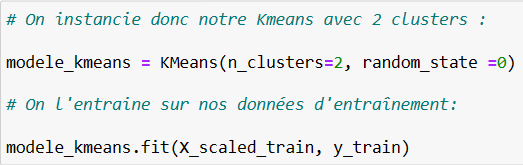 # On instancie donc notre Kmeans avec 2 clusters :
modele_kmeans = KMeans(n_clusters=2, random_state =0)
# On l'entraine sur nos données d'entraînement:
modele_kmeans.fit(X_scaled_train, y_train)